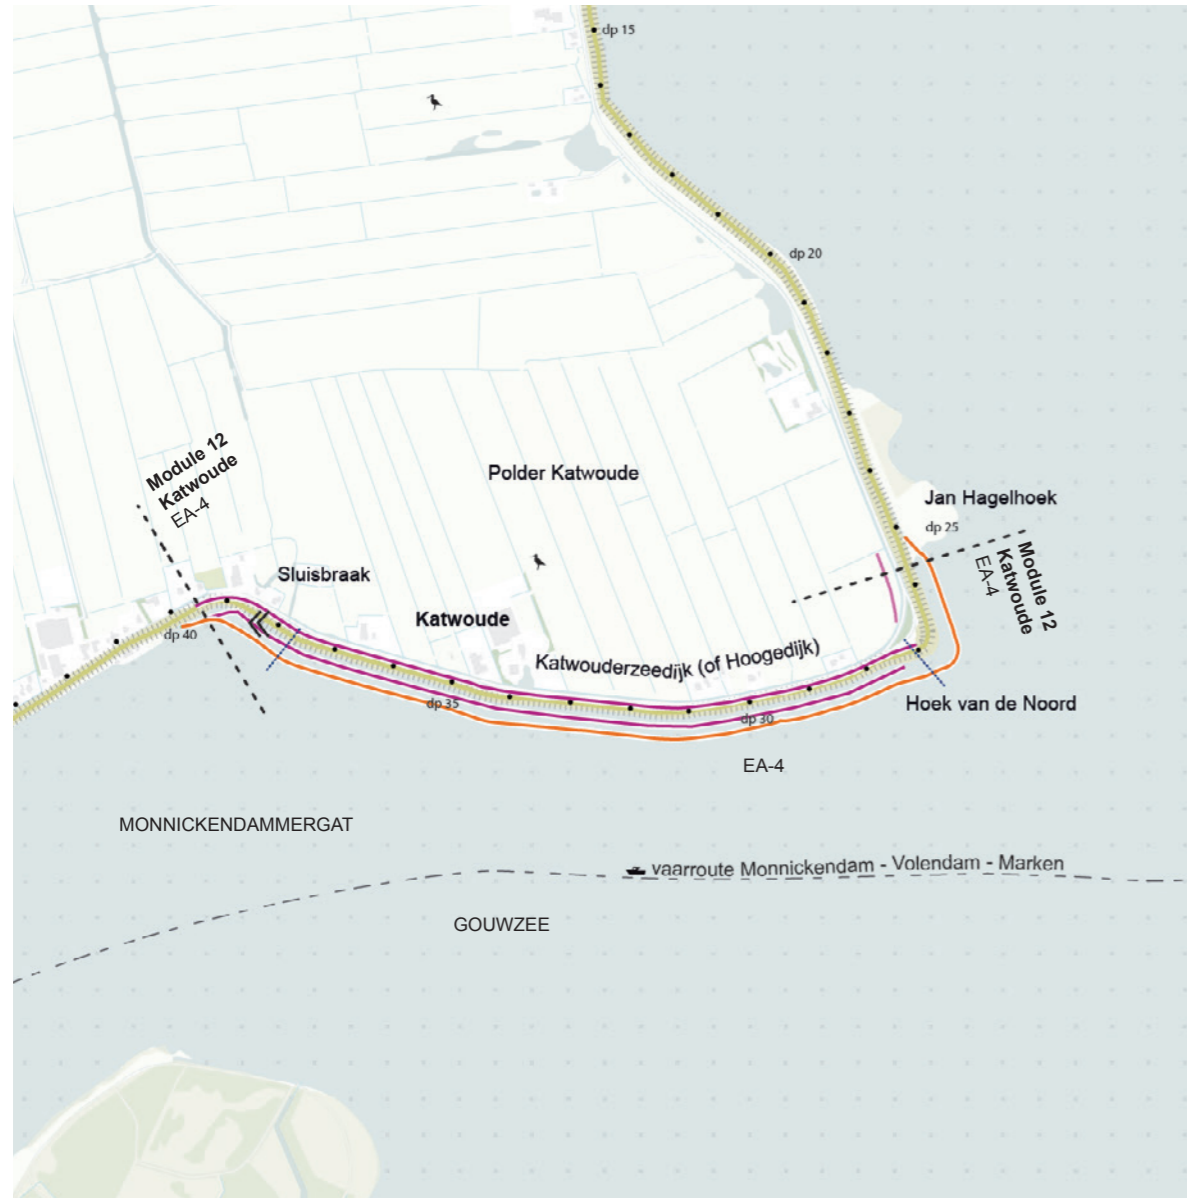 dp 15
dp 20
Module 12
Katwoude
EA-4
Polder Katwoude
Jan Hagelhoek
dp 25
Module 12
Katwoude
EA-4
Sluisbraak
Katwoude
dp 40
Katwouderzeedijk (of Hoogedijk)
dp 35
dp 30
Hoek van de Noord
EA-4
MONNICKENDAMMERGAT
vaarroute Monnickendam - Volendam - Marken
GOUWZEE